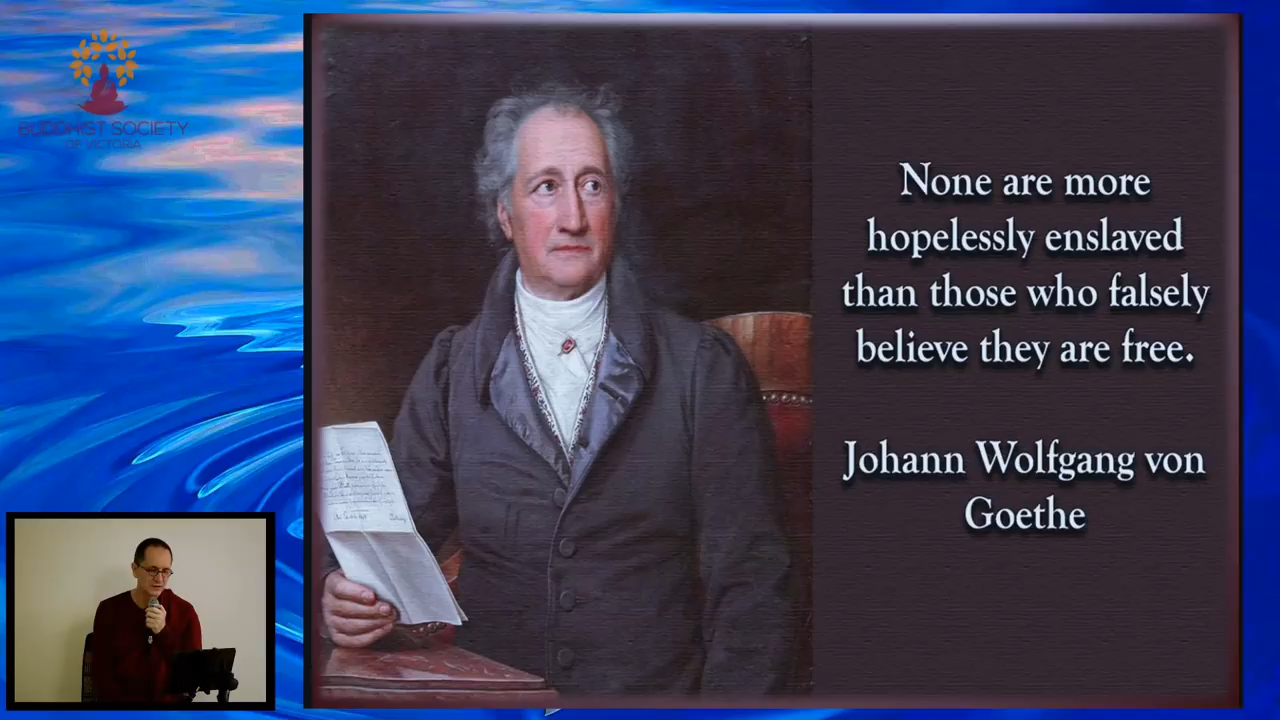 BUDDHIST SOCIETY
OF VICTORIA
None are more
hopelessly enslaved
than those who falsely
believe they are free.
Johann Wolfgang von
Goethe